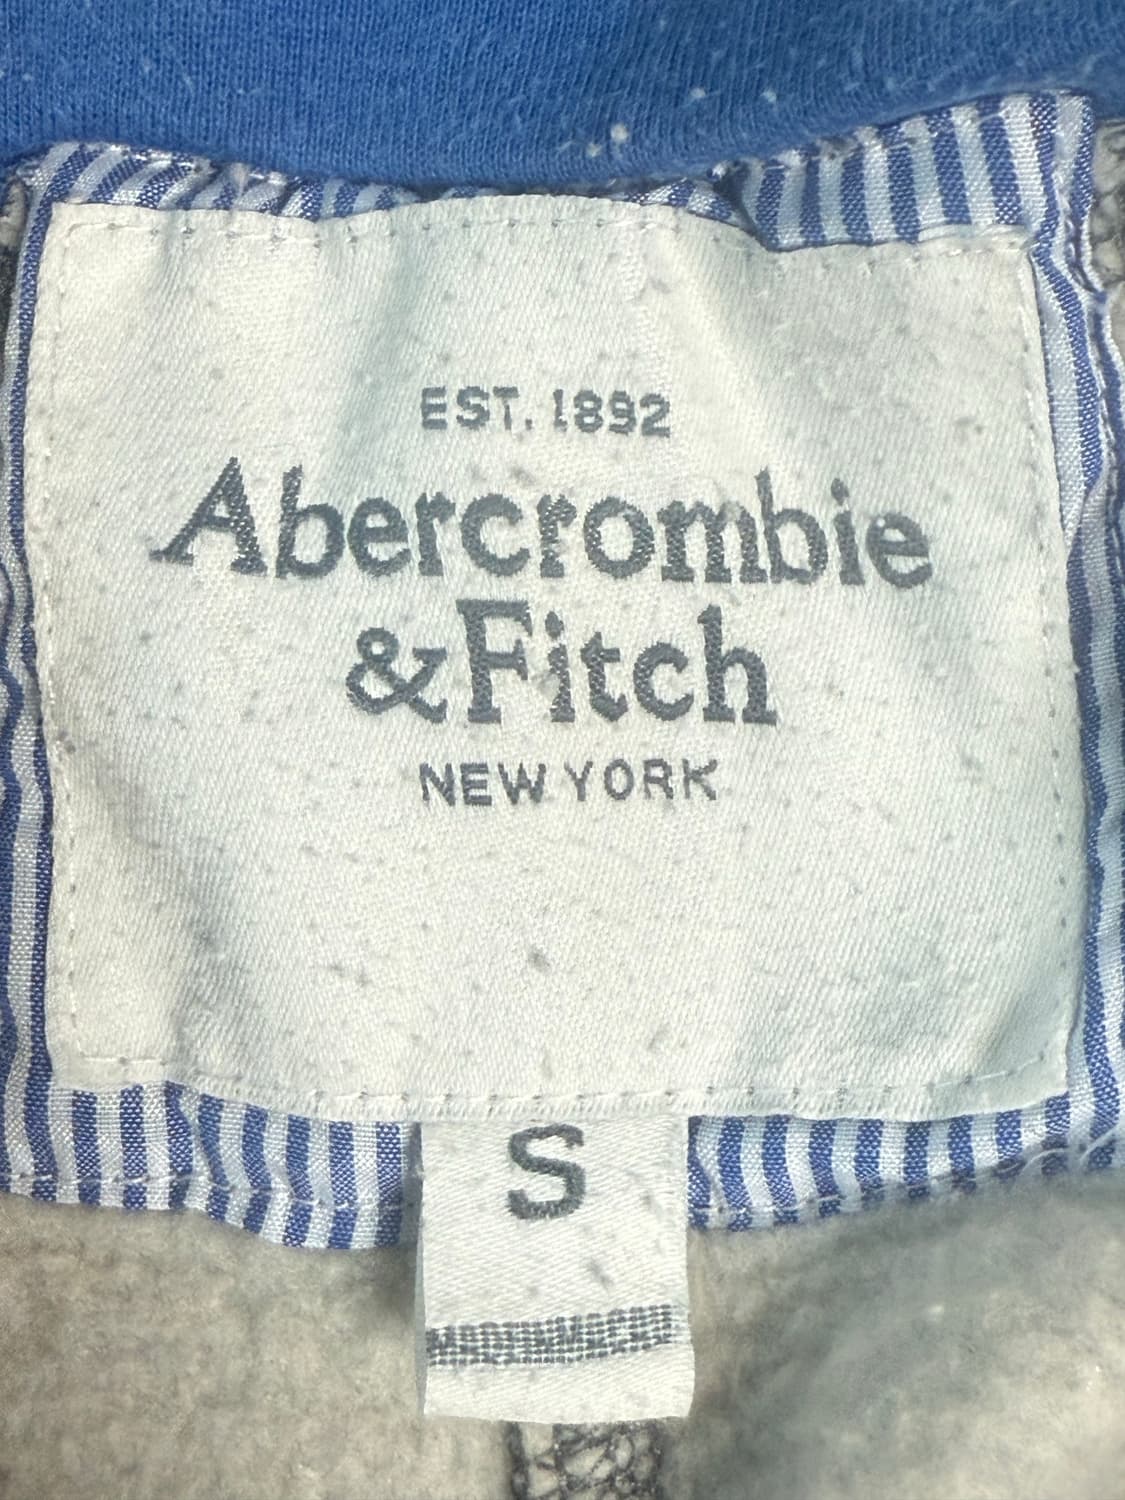 EST. 1892
Abercrombie
& Fitch
NEW YORK
S